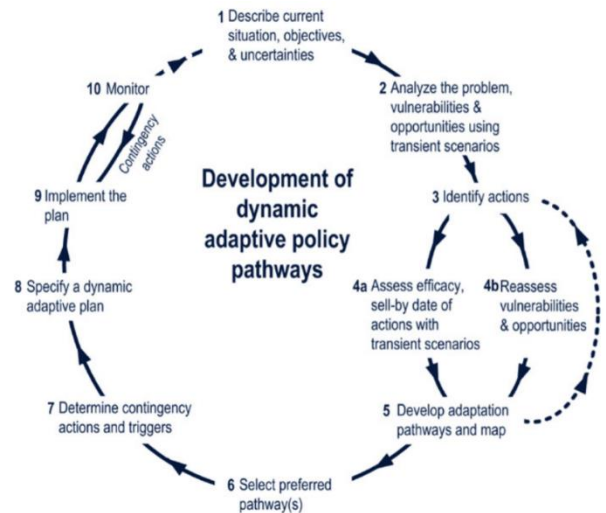 1 Describe current
situation, objectives,
& uncertainties
2 Analyze the problem,
vulnerabilities &
opportunities using
transient scenarios
3 Identify actions
4a Assess efficacy,
sell-by date of
actions with
transient scenarios
4b Reassess
vulnerabilities
& opportunities
5 Develop adaptation
pathways and map
6 Select preferred
pathway(s)
7 Determine contingency
actions and triggers
8 Specify a dynamic
adaptive plan
9 Implement the
plan
10 Monitor
Contingency
actions
Development of
dynamic
adaptive policy
pathways